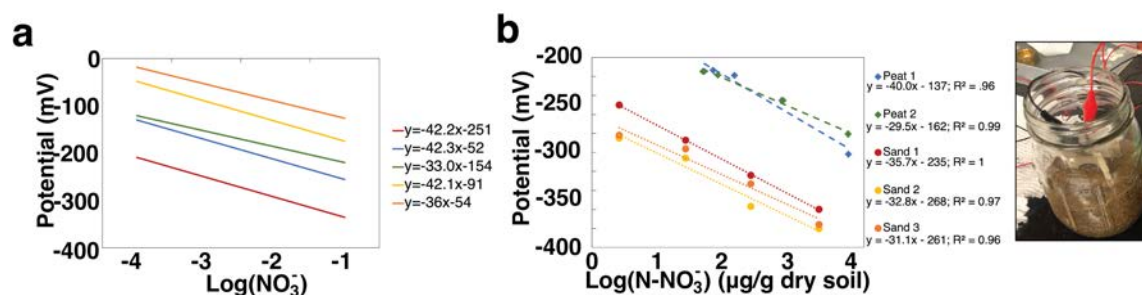 a
0
-100
-200
-300
-400
Potential (mV)
-4
-3
-2
-1
Log(NO₃⁻)
y=-42.2x-251
y=-42.3x-52
y=-33.0x-154
y=-42.1x-91
y=-36x-54
b
-200
-250
-300
-350
-400
Potential (mV)
0
1
2
3
4
Log(N-NO₃⁻) (µg/g dry soil)
Peat 1
y = -40.0x - 137; R² = .96
Peat 2
y = -29.5x - 162; R² = 0.99
Sand 1
y = -35.7x - 235; R² = 1
Sand 2
y = -32.8x - 268; R² = 0.97
Sand 3
y = -31.1x - 261; R² = 0.96